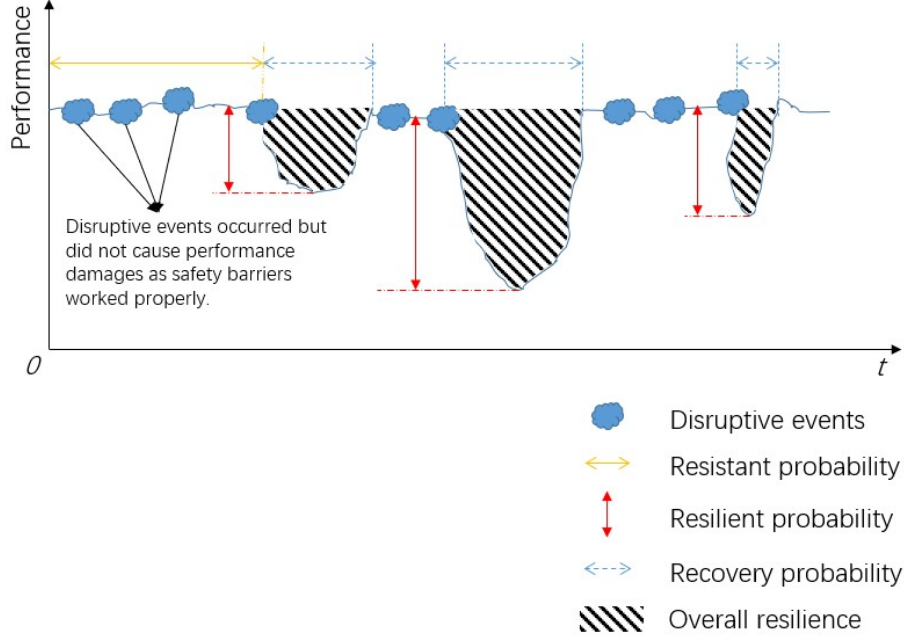 Performance
Disruptive events occurred but
did not cause performance
damages as safety barriers
worked properly.
0
t
Disruptive events
Resistant probability
Resilient probability
Recovery probability
Overall resilience